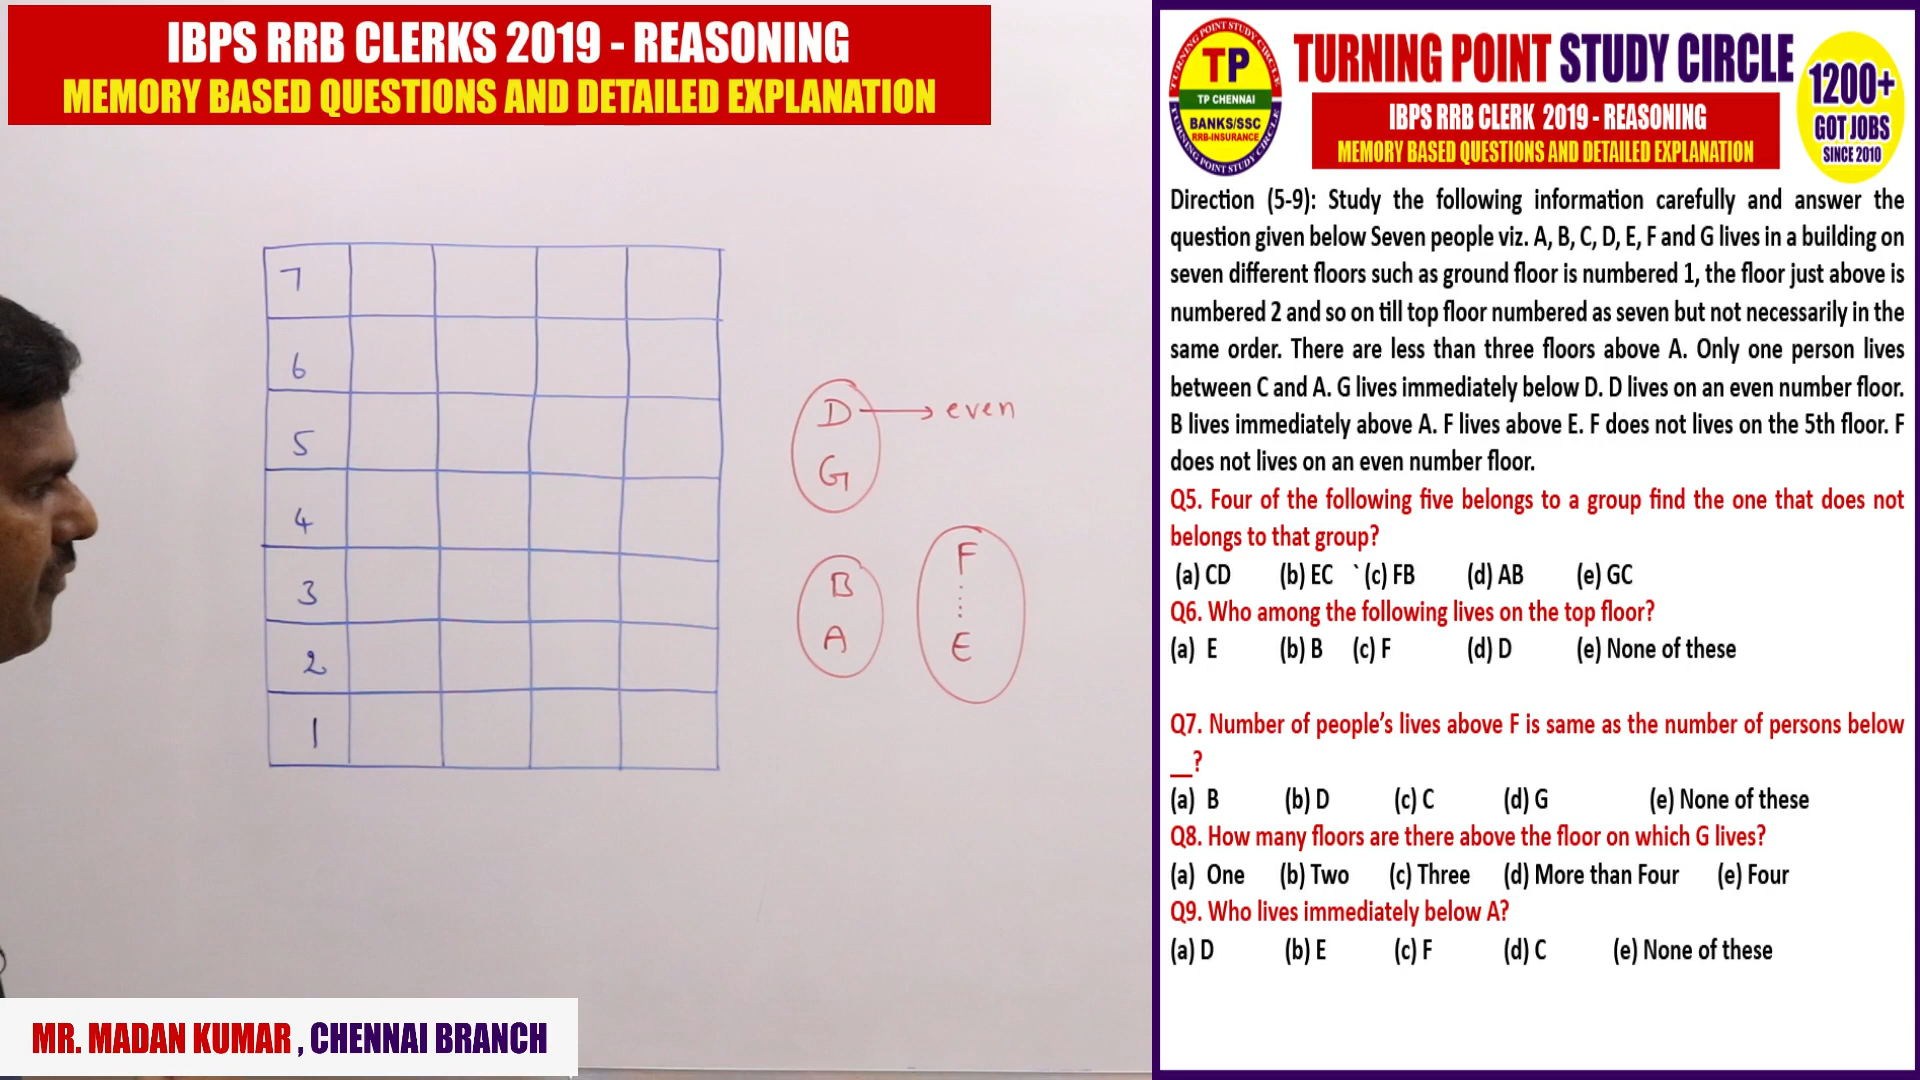 IBPS RRB CLERKS 2019 - REASONING
MEMORY BASED QUESTIONS AND DETAILED EXPLANATION
7
6
5
4
3
2
1
D → even
G
B
A
F
E
MR. MADAN KUMAR , CHENNAI BRANCH
TURNING POINT STUDY CIRCLE
TP
TP CHENNAI
BANKS/SSC
RRB-INSURANCE
TURNING POINT STUDY CIRCLE
IBPS RRB CLERK 2019 - REASONING
MEMORY BASED QUESTIONS AND DETAILED EXPLANATION
1200+
GOT JOBS
SINCE 2010
Direction (5-9): Study the following information carefully and answer the
question given below Seven people viz. A, B, C, D, E, F and G lives in a building on
seven different floors such as ground floor is numbered 1, the floor just above is
numbered 2 and so on till top floor numbered as seven but not necessarily in the
same order. There are less than three floors above A. Only one person lives
between C and A. G lives immediately below D. D lives on an even number floor.
B lives immediately above A. F lives above E. F does not lives on the 5th floor. F
does not lives on an even number floor.
Q5. Four of the following five belongs to a group find the one that does not
belongs to that group?
(a) CD (b) EC ` (c) FB (d) AB (e) GC
Q6. Who among the following lives on the top floor?
(a) E (b) B (c) F (d) D (e) None of these
Q7. Number of people’s lives above F is same as the number of persons below
__?
(a) B (b) D (c) C (d) G (e) None of these
Q8. How many floors are there above the floor on which G lives?
(a) One (b) Two (c) Three (d) More than Four (e) Four
Q9. Who lives immediately below A?
(a) D (b) E (c) F (d) C (e) None of these